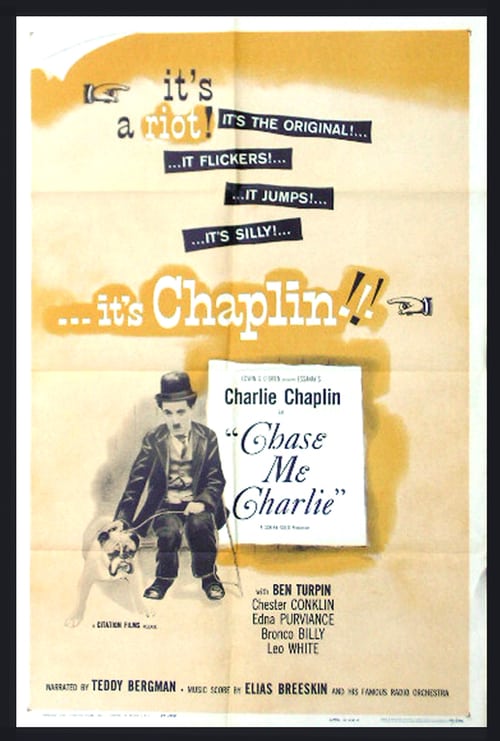 it's
a riot!
IT'S THE ORIGINAL!...
...IT FLICKERS!...
...IT JUMPS!...
...IT'S SILLY!...
...it's Chaplin!!
ESSANAY'S
Charlie Chaplin
in
"Chase
Me
Charlie"
with BEN TURPIN
Chester CONKLIN
Edna PURVIANCE
Bronco BILLY
Leo WHITE
A CITATION FILMS RELEASE
NARRATED BY TEDDY BERGMAN • MUSIC SCORE BY ELIAS BREESKIN AND HIS FAMOUS RADIO ORCHESTRA